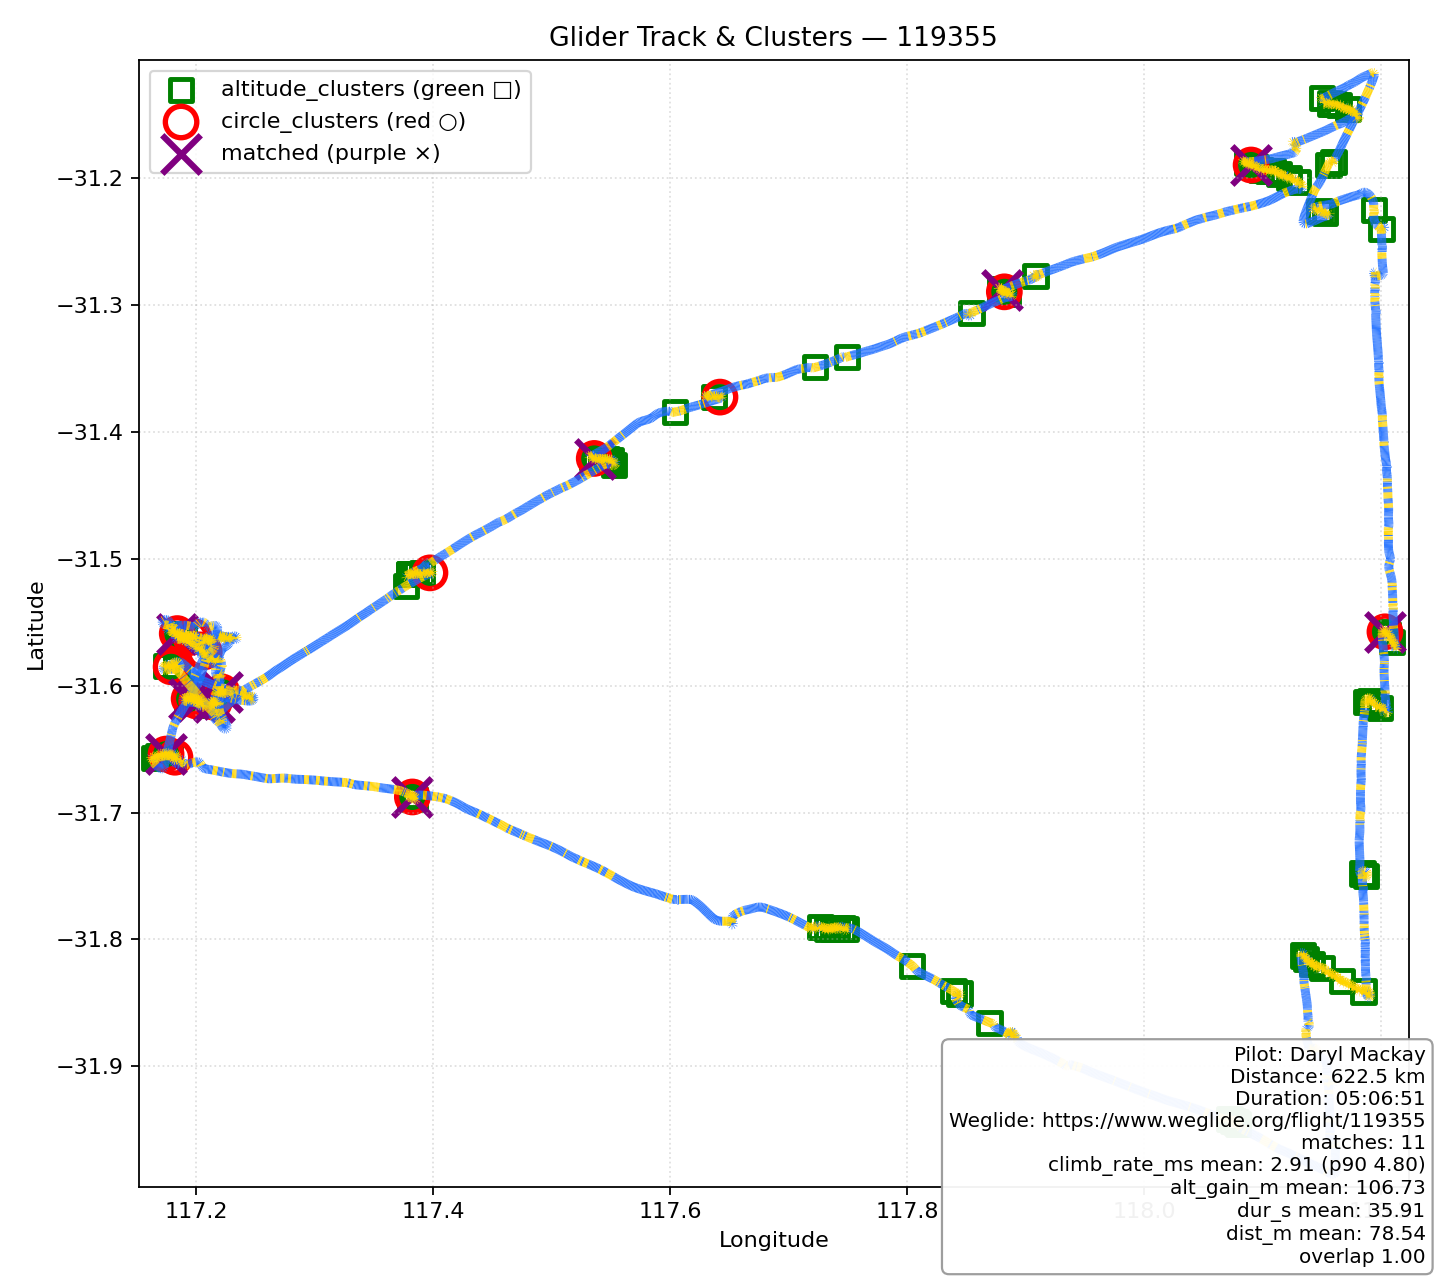 Glider Track & Clusters — 119355
altitude_clusters (green □)
circle_clusters (red ○)
matched (purple ×)
−31.2
−31.3
−31.4
−31.5
−31.6
−31.7
−31.8
−31.9
Latitude
117.2
117.4
117.6
117.8
118.0
Longitude
Pilot: Daryl Mackay
Distance: 622.5 km
Duration: 05:06:51
Weglide: https://www.weglide.org/flight/119355
matches: 11
climb_rate_ms mean: 2.91 (p90 4.80)
alt_gain_m mean: 106.73
dur_s mean: 35.91
dist_m mean: 78.54
overlap 1.00